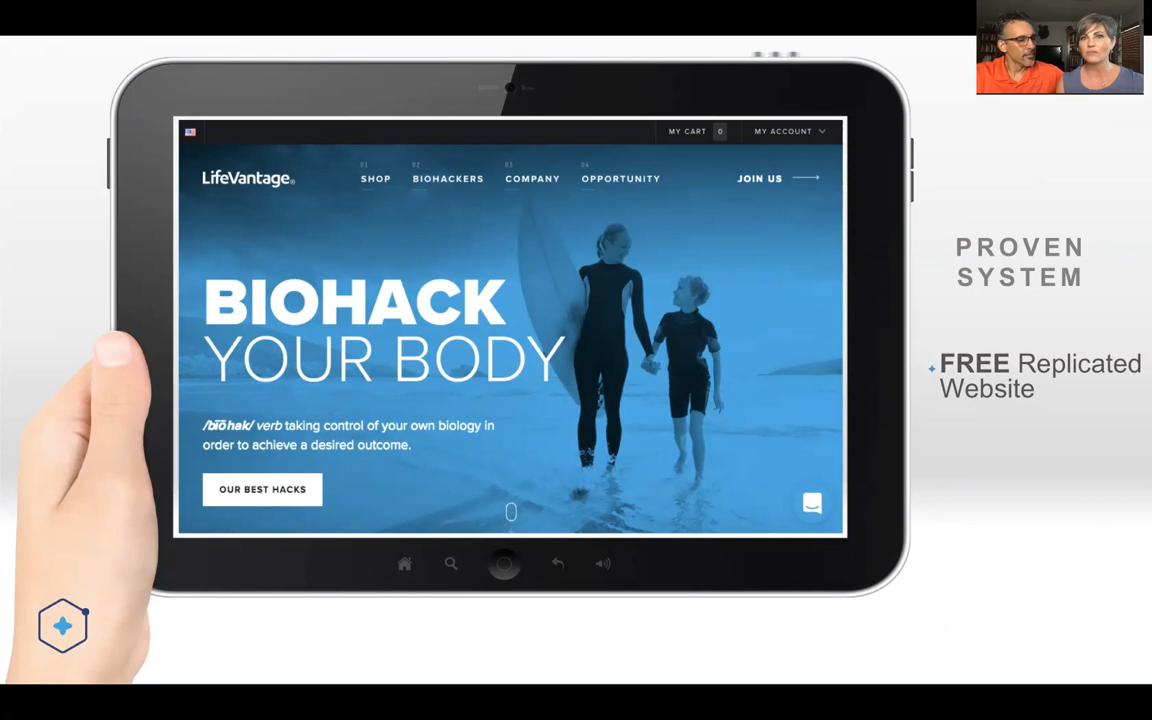 MY CART 0
MY ACCOUNT
LifeVantage®
01
SHOP
02
BIOHACKERS
03
COMPANY
04
OPPORTUNITY
JOIN US
BIOHACK
YOUR BODY
/bīōhak/ verb taking control of your own biology in
order to achieve a desired outcome.
OUR BEST HACKS
PROVEN
SYSTEM
FREE Replicated
Website